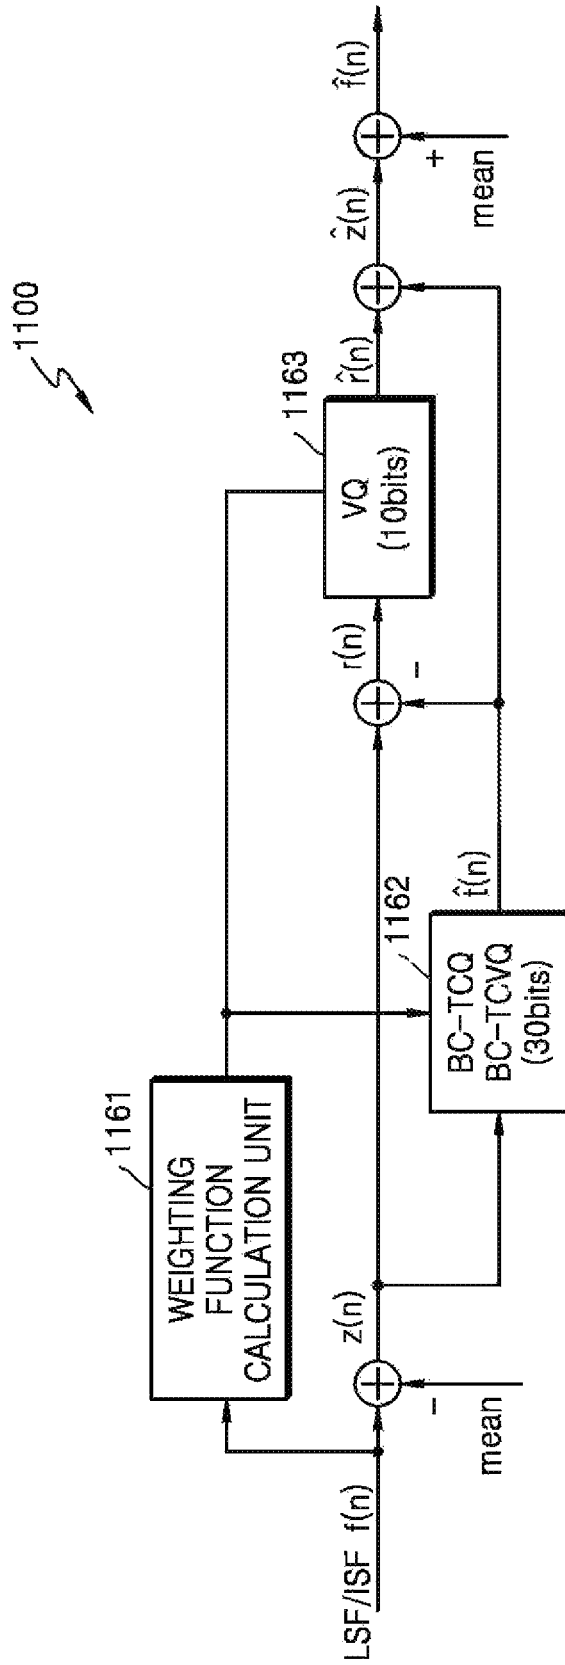 1100
1161
WEIGHTING
FUNCTION
CALCULATION UNIT
LSF/ISF f(n)
−
mean
z(n)
1162
BC−TCQ
BC−TCVQ
(30bits)
t̂(n)
−
r(n)
1163
VQ
(10bits)
r̂(n)
ẑ(n)
+
mean
f̂(n)